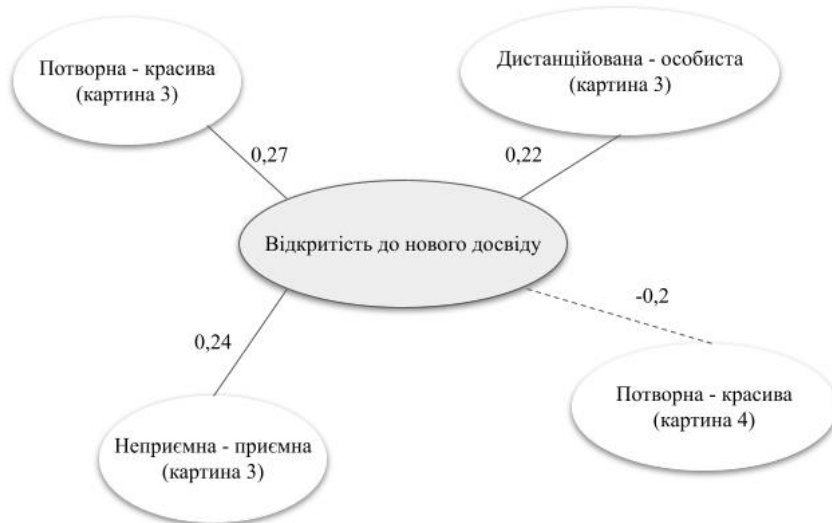 Потворна - красива
(картина 3)
Дистанційована - особиста
(картина 3)
0,27
0,22
Відкритість до нового досвіду
0,24
-0,2
Неприємна - приємна
(картина 3)
Потворна - красива
(картина 4)